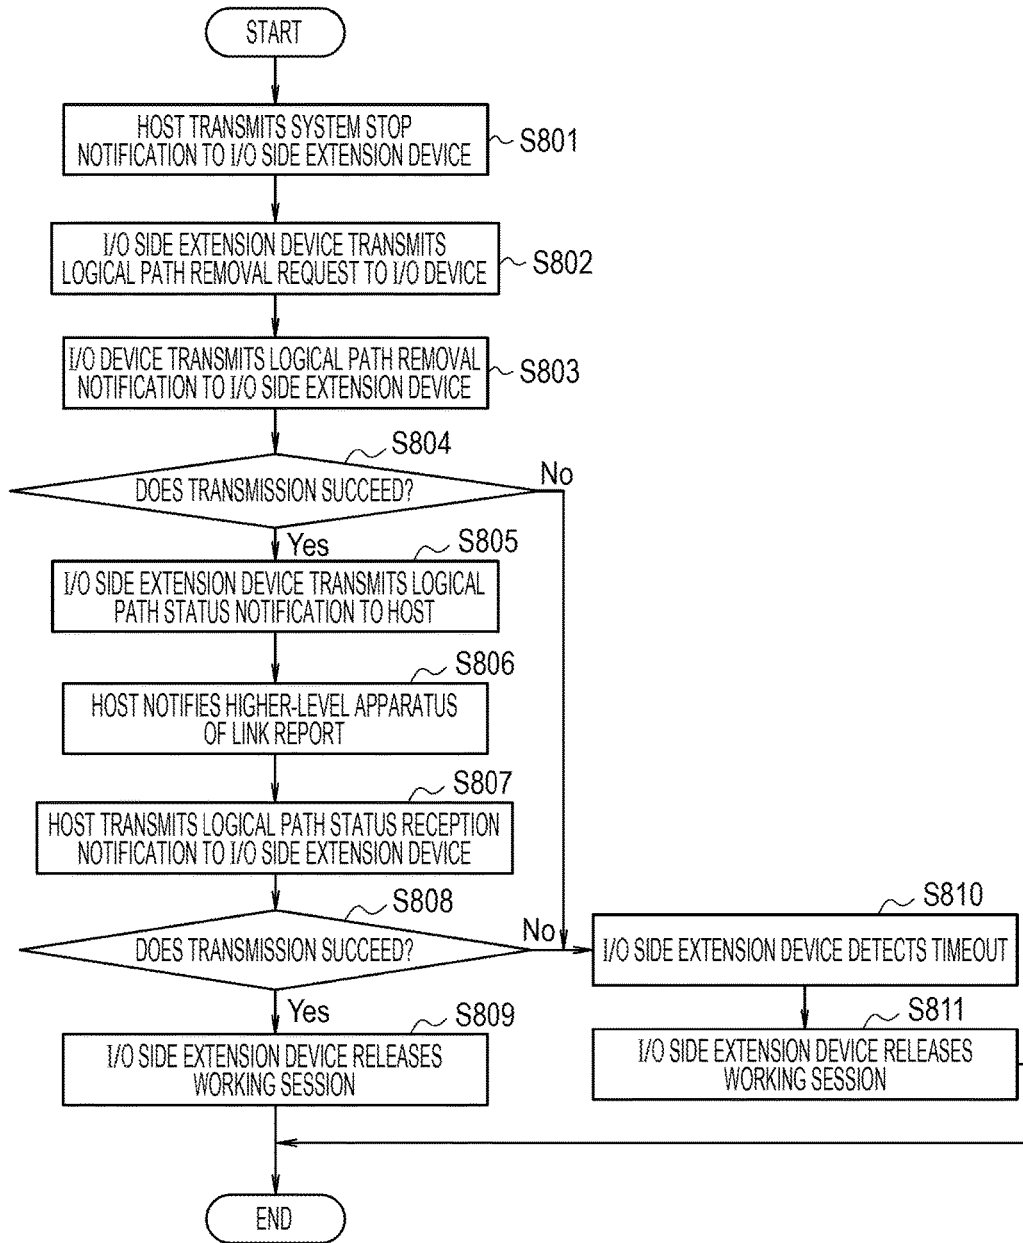 START
HOST TRANSMITS SYSTEM STOP
NOTIFICATION TO I/O SIDE EXTENSION DEVICE
S801
I/O SIDE EXTENSION DEVICE TRANSMITS
LOGICAL PATH REMOVAL REQUEST TO I/O DEVICE
S802
I/O DEVICE TRANSMITS LOGICAL PATH REMOVAL
NOTIFICATION TO I/O SIDE EXTENSION DEVICE
S803
S804
DOES TRANSMISSION SUCCEED?
No
Yes
S805
I/O SIDE EXTENSION DEVICE TRANSMITS LOGICAL
PATH STATUS NOTIFICATION TO HOST
S806
HOST NOTIFIES HIGHER-LEVEL APPARATUS
OF LINK REPORT
S807
HOST TRANSMITS LOGICAL PATH STATUS RECEPTION
NOTIFICATION TO I/O SIDE EXTENSION DEVICE
S808
DOES TRANSMISSION SUCCEED?
No
Yes
S809
I/O SIDE EXTENSION DEVICE RELEASES
WORKING SESSION
S810
I/O SIDE EXTENSION DEVICE DETECTS TIMEOUT
S811
I/O SIDE EXTENSION DEVICE RELEASES
WORKING SESSION
END